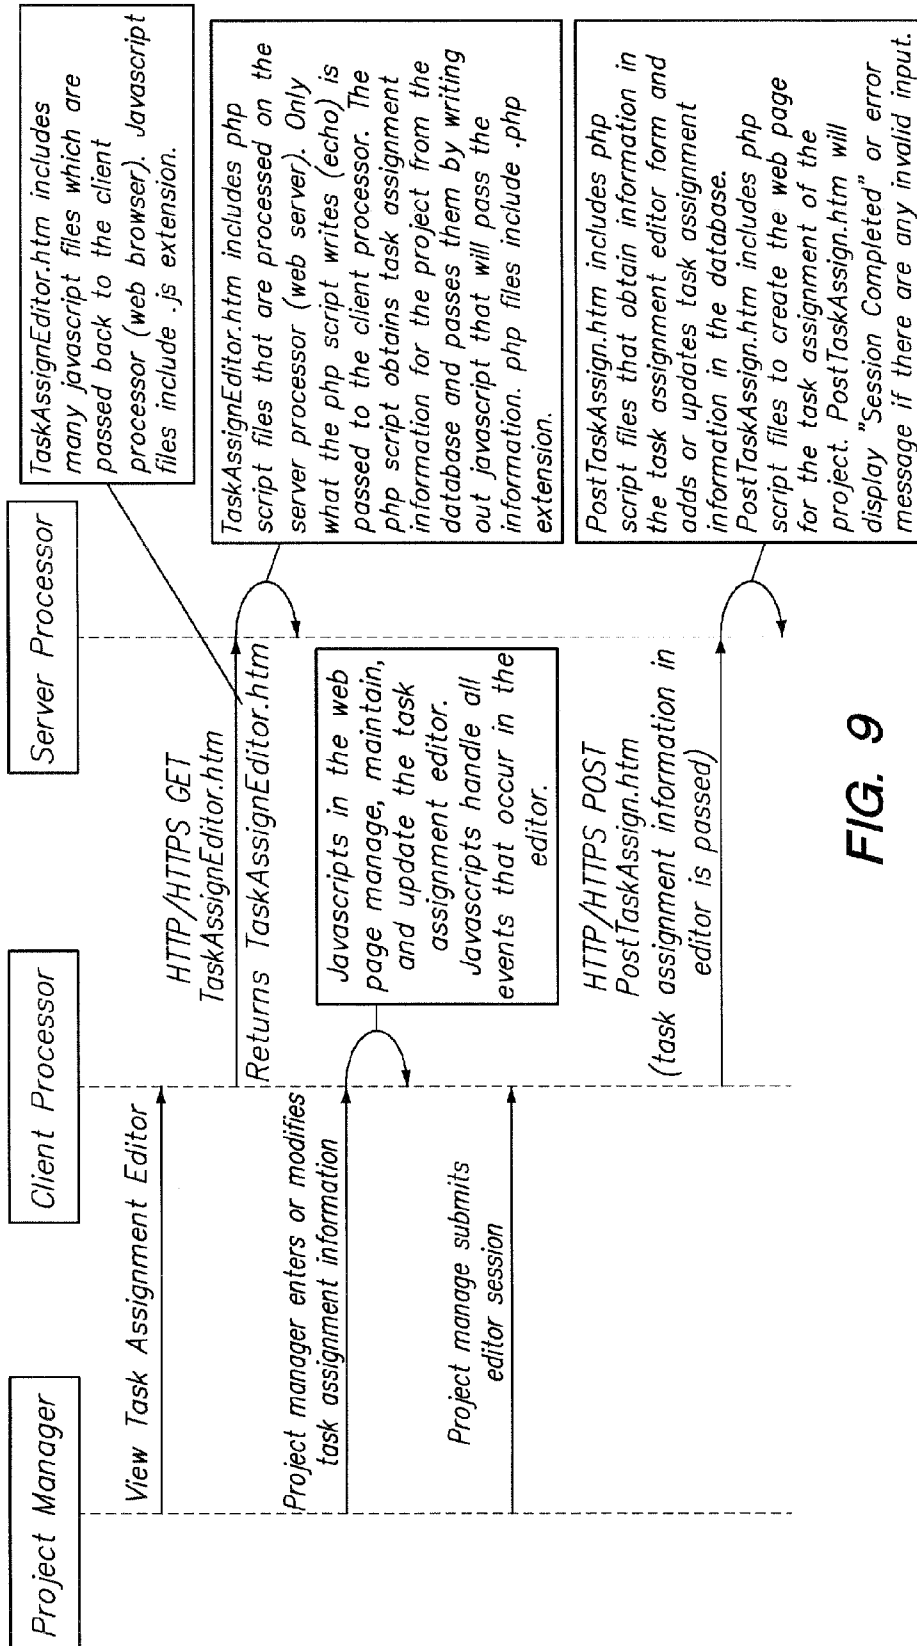 Project Manager
Client Processor
Server Processor
View Task Assignment Editor
HTTP/HTTPS GET
TaskAssignEditor.htm
Returns TaskAssignEditor.htm
TaskAssignEditor.htm includes
many javascript files which are
passed back to the client
processor (web browser). Javascript
files include .js extension.
TaskAssignEditor.htm includes php
script files that are processed on the
server processor (web server). Only
what the php script writes (echo) is
passed to the client processor. The
php script obtains task assignment
information for the project from the
database and passes them by writing
out javascript that will pass the
information. php files include .php
extension.
Project manager enters or modifies
task assignment information
Javascripts in the web
page manage, maintain,
and update the task
assignment editor.
Javascripts handle all
events that occur in the
editor.
Project manage submits
editor session
HTTP/HTTPS POST
PostTaskAssign.htm
(task assignment information in
editor is passed)
PostTaskAssign.htm includes php
script files that obtain information in
the task assignment editor form and
adds or updates task assignment
information in the database.
PostTaskAssign.htm includes php
script files to create the web page
for the task assignment of the
project. PostTaskAssign.htm will
display "Session Completed" or error
message if there are any invalid input.
FIG. 9